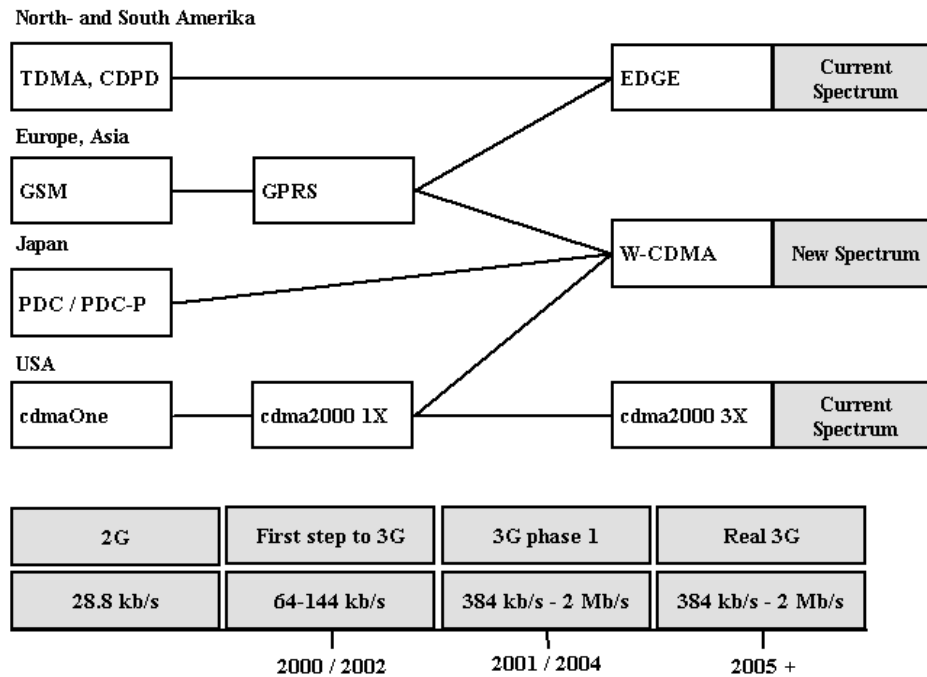 North- and South Amerika
TDMA, CDPD
EDGE
Current
Spectrum
Europe, Asia
GSM
GPRS
Japan
W-CDMA
New Spectrum
PDC / PDC-P
USA
cdmaOne
cdma2000 1X
cdma2000 3X
Current
Spectrum
2G
First step to 3G
3G phase 1
Real 3G
28.8 kb/s
64-144 kb/s
384 kb/s - 2 Mb/s
384 kb/s - 2 Mb/s
2000 / 2002
2001 / 2004
2005 +